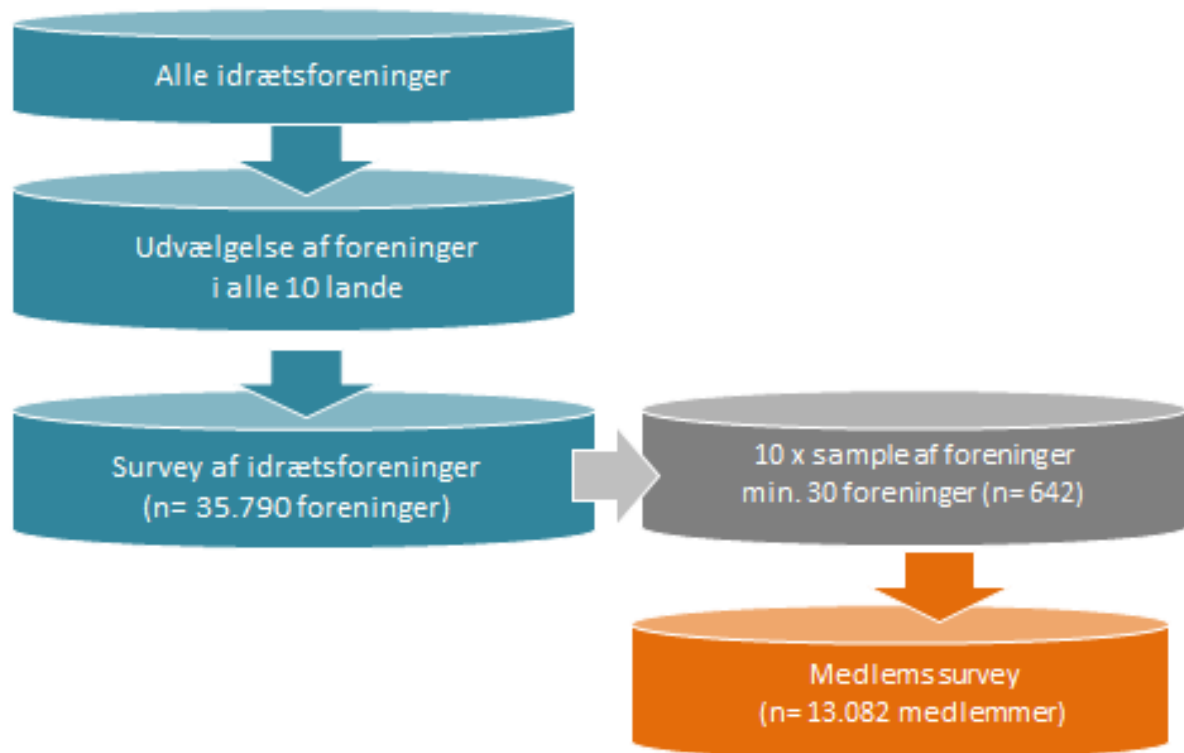 Alle idrætsforeninger
Udvælgelse af foreninger
i alle 10 lande
Survey af idrætsforeninger
(n= 35.790 foreninger)
10 x sample af foreninger
min. 30 foreninger (n= 642)
Medlems survey
(n= 13.082 medlemmer)